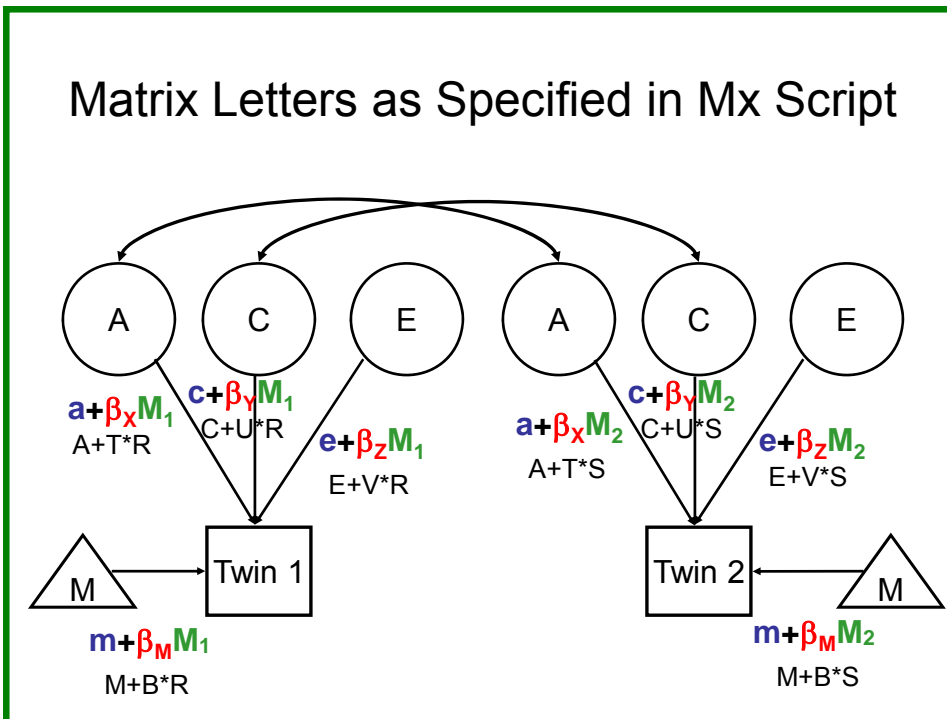 Matrix Letters as Specified in Mx Script
A C E A C E
a+βXM1 c+βYM1 e+βZM1 a+βXM2 c+βYM2 e+βZM2
A+T*R C+U*R E+V*R A+T*S C+U*S E+V*S
M Twin 1 Twin 2 M
m+βMM1 m+βMM2
M+B*R M+B*S